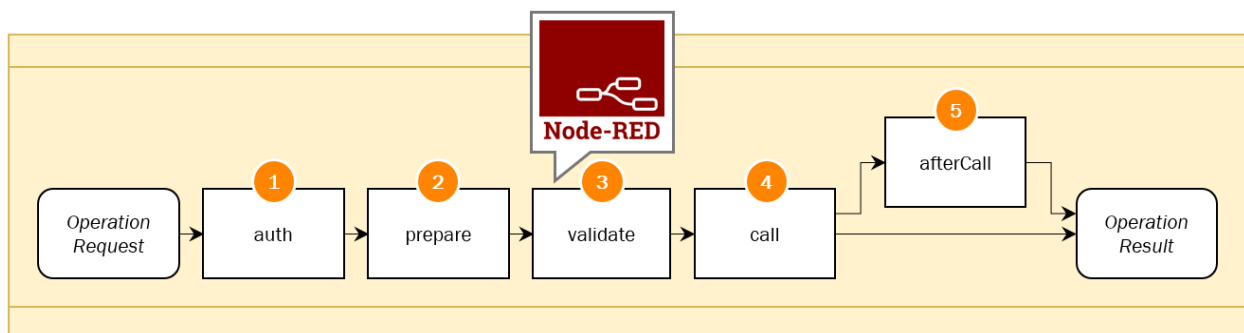 Node-RED
5
afterCall
1
2
3
4
Operation
Request
auth
prepare
validate
call
Operation
Result